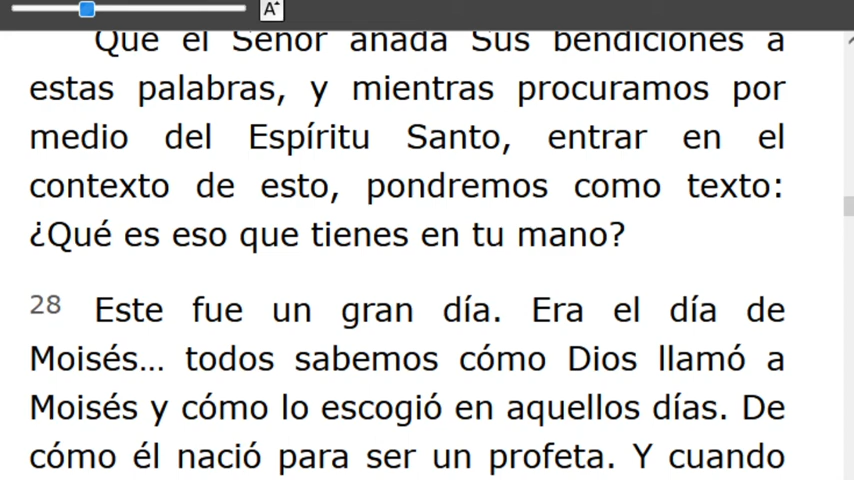 A
Que el Señor añada Sus bendiciones a
estas palabras, y mientras procuramos por
medio del Espíritu Santo, entrar en el
contexto de esto, pondremos como texto:
¿Qué es eso que tienes en tu mano?
28 Este fue un gran día. Era el día de
Moisés... todos sabemos cómo Dios llamó a
Moisés y cómo lo escogió en aquellos días. De
cómo él nació para ser un profeta. Y cuando